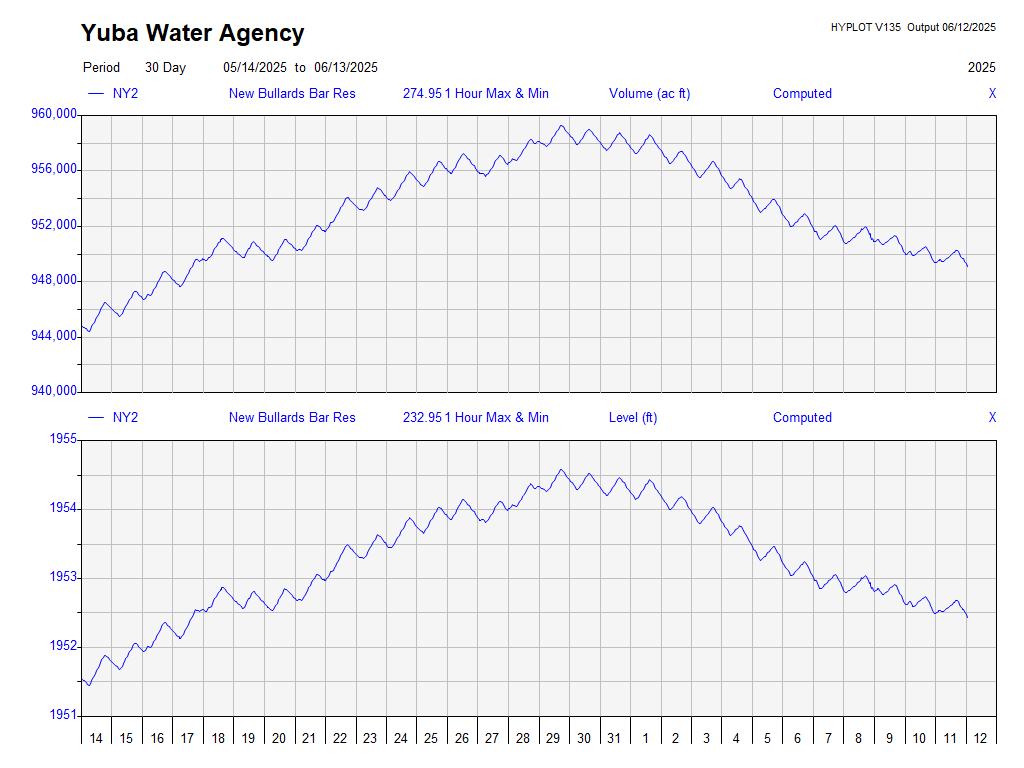 Yuba Water Agency
HYPLOT V135 Output 06/12/2025
Period 30 Day 05/14/2025 to 06/13/2025 2025
NY2 New Bullards Bar Res 274.95 1 Hour Max & Min Volume (ac ft) Computed X
960,000
956,000
952,000
948,000
944,000
940,000
NY2 New Bullards Bar Res 232.95 1 Hour Max & Min Level (ft) Computed X
1955
1954
1953
1952
1951
14 15 16 17 18 19 20 21 22 23 24 25 26 27 28 29 30 31 1 2 3 4 5 6 7 8 9 10 11 12